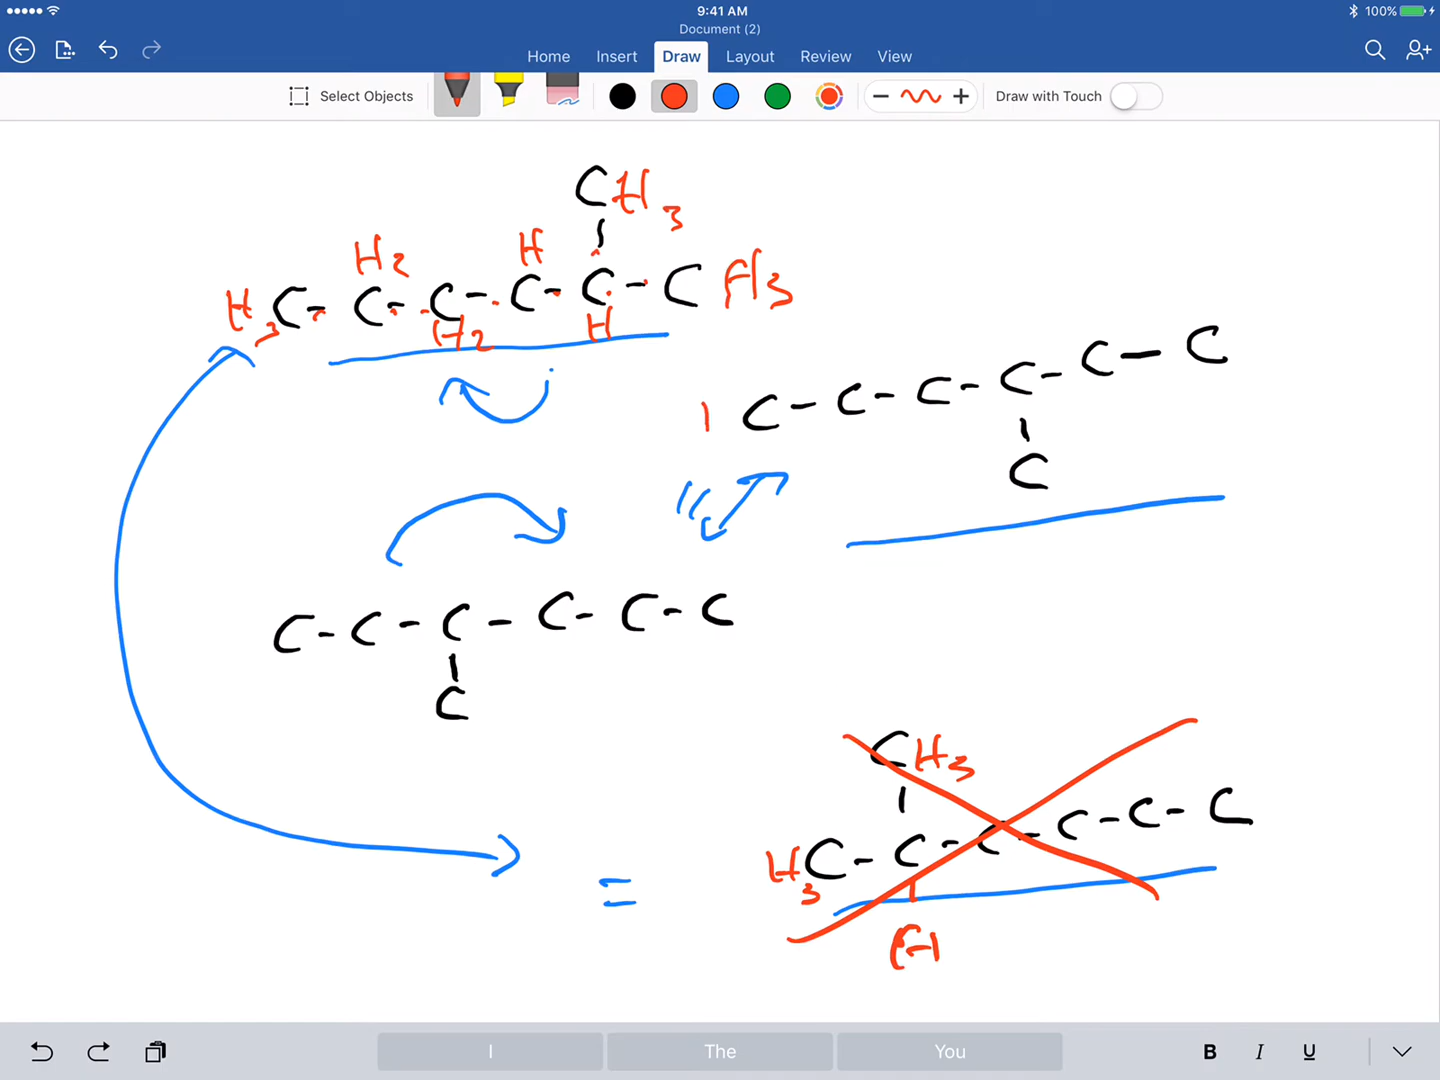 9:41 AM
100%
Document (2)
Home Insert Draw Layout Review View
Select Objects
Draw with Touch
CH3
H2 H
H3C - C - C - C - C - CH3
H2 H
C - C - C - C - C - C
1
C
C - C - C - C - C - C
C
CH3
H3C - C - C - C - C - C
=
I The You
B I U